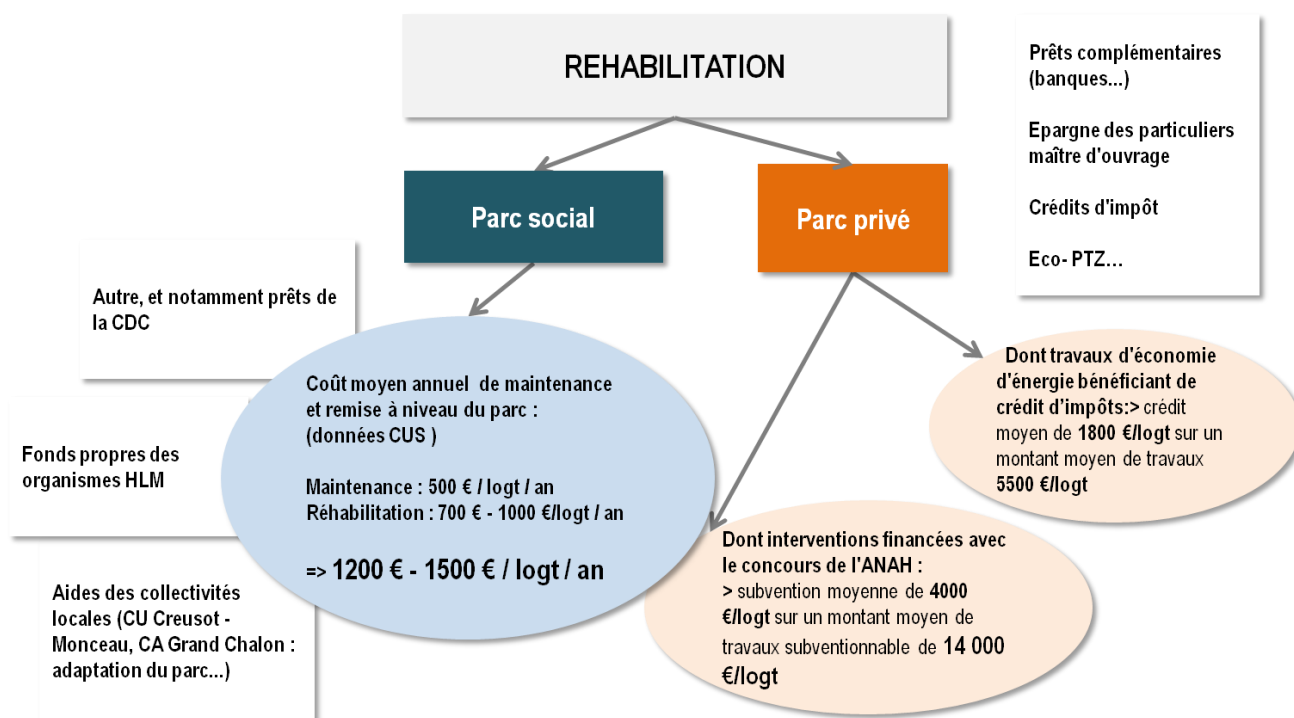 REHABILITATION
Prêts complémentaires
(banques...)
Epargne des particuliers
maître d'ouvrage
Crédits d'impôt
Eco- PTZ…
Parc social
Parc privé
Autre, et notamment prêts de
la CDC
Fonds propres des
organismes HLM
Aides des collectivités
locales (CU Creusot -
Monceau, CA Grand Chalon :
adaptation du parc...)
Coût moyen annuel de maintenance
et remise à niveau du parc :
(données CUS )
Maintenance : 500 € / logt / an
Réhabilitation : 700 € - 1000 €/logt / an
=> 1200 € - 1500 € / logt / an
Dont travaux d'économie
d'énergie bénéficiant de
crédit d’impôts:> crédit
moyen de 1800 €/logt sur un
montant moyen de travaux
5500 €/logt
Dont interventions financées avec
le concours de l'ANAH :
> subvention moyenne de 4000
€/logt sur un montant moyen de
travaux subventionnable de 14 000
€/logt